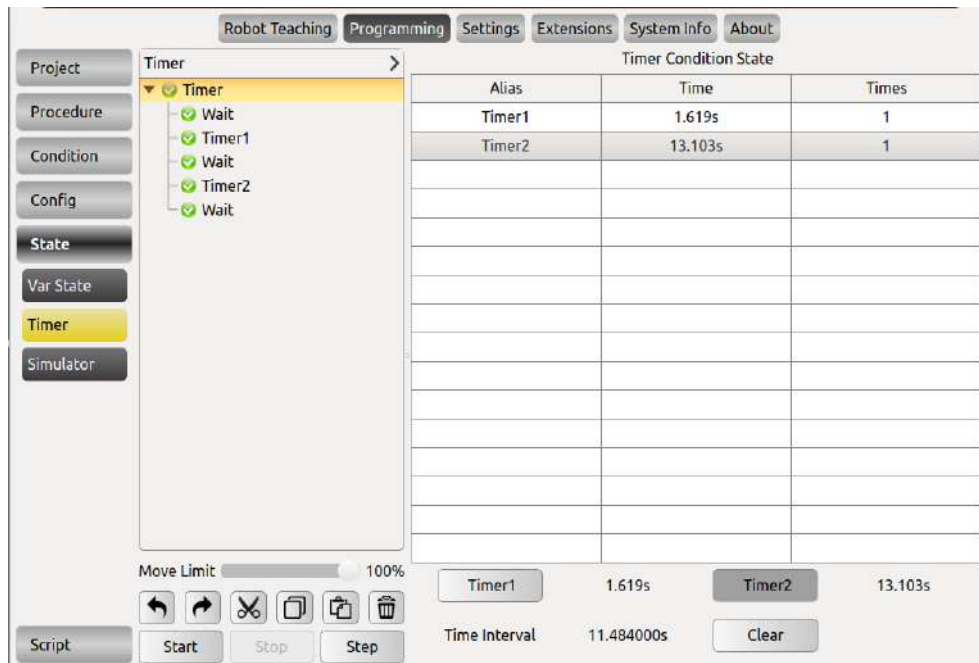 Robot Teaching Programming Settings Extensions System Info About
Project
Procedure
Condition
Config
State
Var State
Timer
Simulator
Script
Timer >
Timer
Wait
Timer1
Wait
Timer2
Wait
Move Limit 100%
Start Stop Step
Timer Condition State
Alias Time Times
Timer1 1.619s 1
Timer2 13.103s 1
Timer1 1.619s Timer2 13.103s
Time Interval 11.484000s Clear